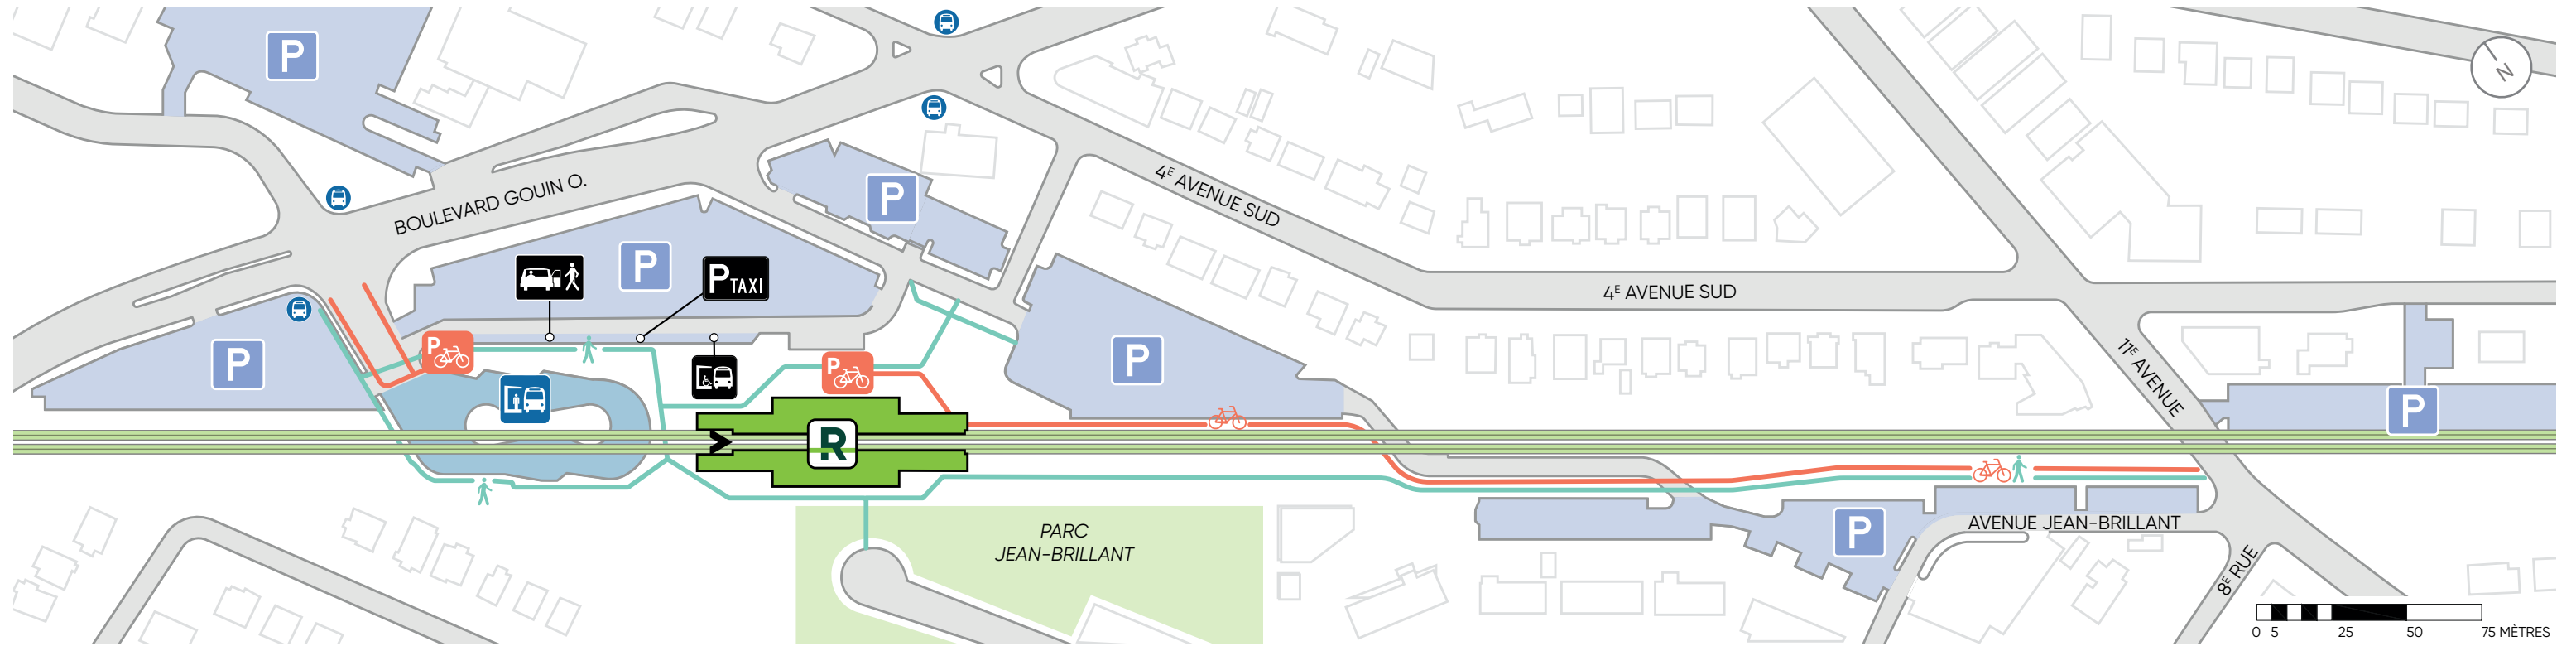 P
N
P
4E AVENUE SUD
BOULEVARD GOUIN O.
P
P TAXI
4E AVENUE SUD
P
P
P
P
11E AVENUE
P
R
PARC
JEAN-BRILLANT
P
AVENUE JEAN-BRILLANT
8E RUE
0 5 25 50 75 MÈTRES